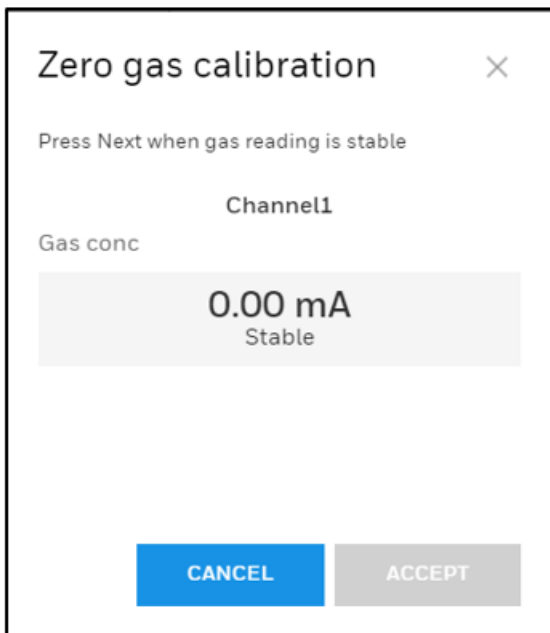 Zero gas calibration
Press Next when gas reading is stable
Channel1
Gas conc
0.00 mA
Stable
CANCEL ACCEPT